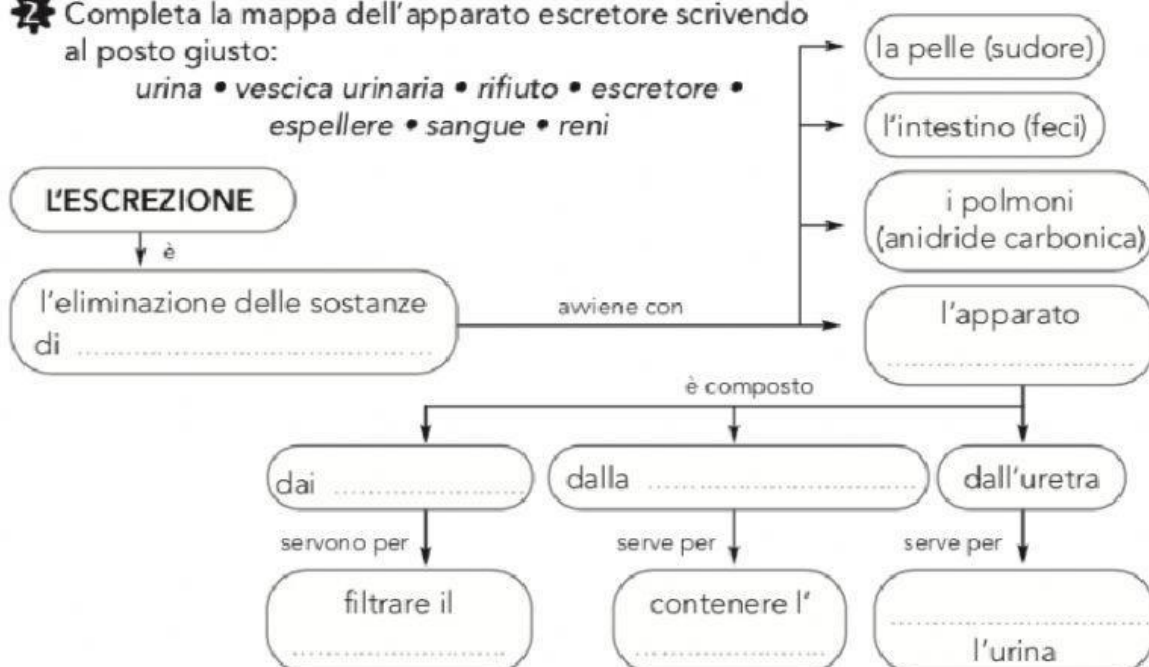 2 Completa la mappa dell'apparato escretore scrivendo
al posto giusto:
urina • vescica urinaria • rifiuto • escretore •
espellere • sangue • reni
la pelle (sudore)
l'intestino (feci)
i polmoni
(anidride carbonica)
L'ESCREZIONE
è
l'eliminazione delle sostanze
di ................................................
avviene con
l'apparato
................................................
è composto
dai ................................
dalla ................................................
dall'uretra
servono per
serve per
serve per
filtrare il
................................
contenere l'
................................
................................................
l'urina